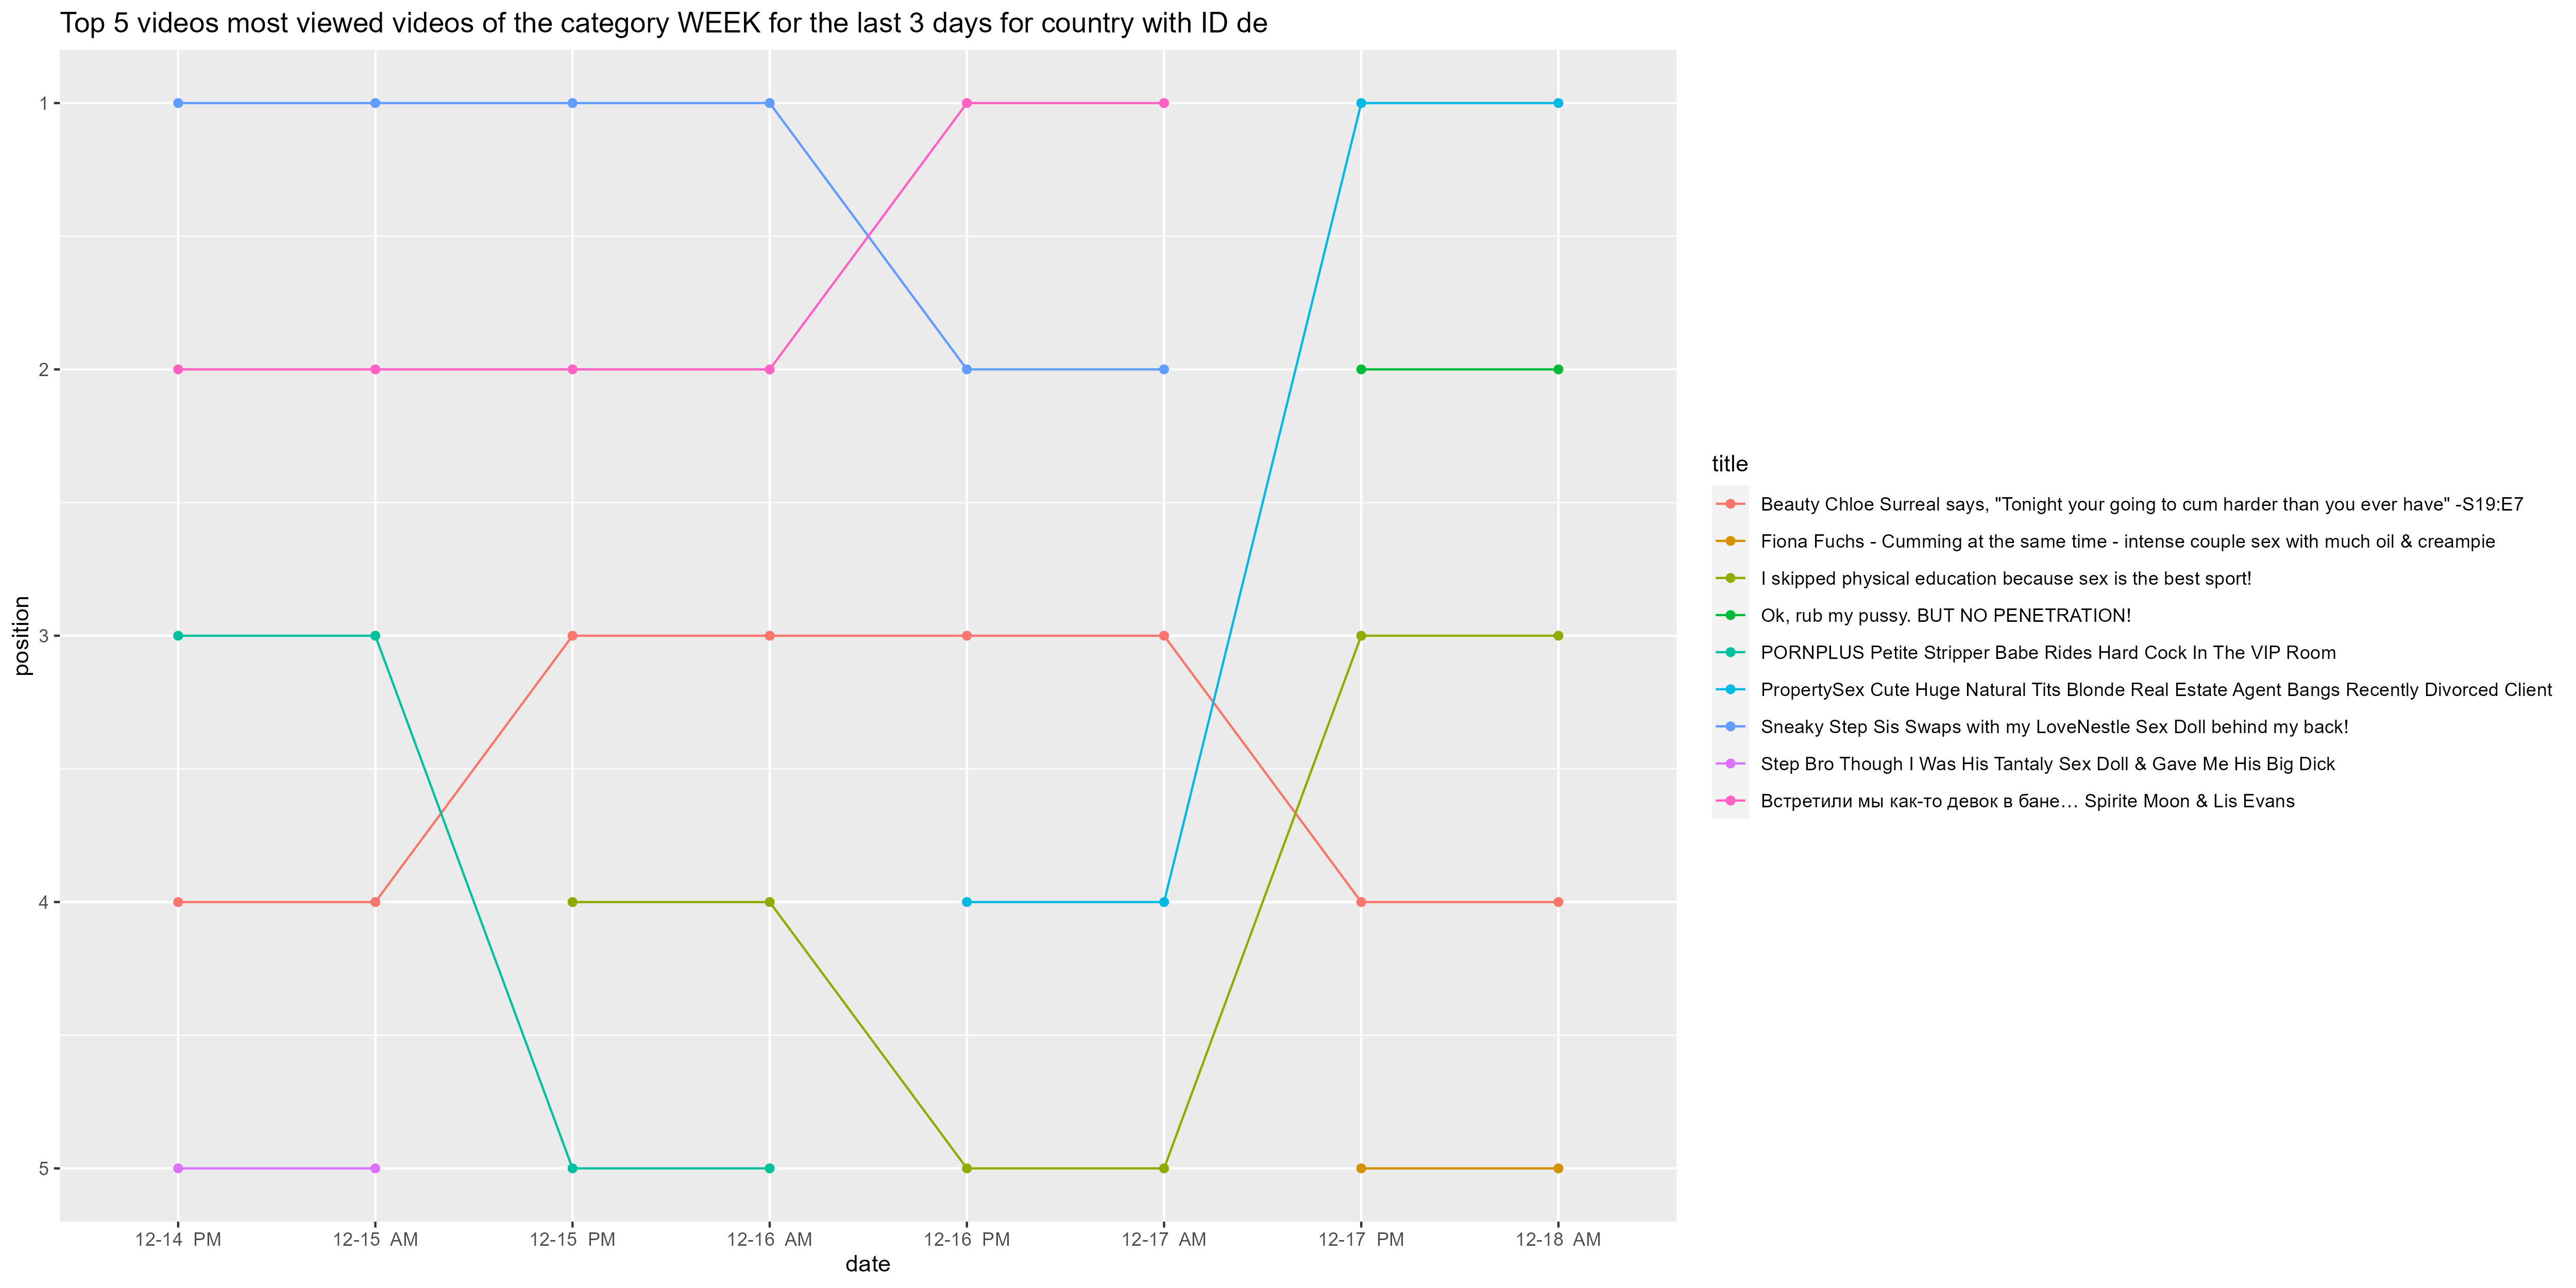 Top 5 videos most viewed videos of the category WEEK for the last 3 days for country with ID de
1
2
3
4
5
position
12-14 PM
12-15 AM
12-15 PM
12-16 AM
12-16 PM
12-17 AM
12-17 PM
12-18 AM
date
title
Beauty Chloe Surreal says, "Tonight your going to cum harder than you ever have" -S19:E7
Fiona Fuchs - Cumming at the same time - intense couple sex with much oil & creampie
I skipped physical education because sex is the best sport!
Ok, rub my pussy. BUT NO PENETRATION!
PORNPLUS Petite Stripper Babe Rides Hard Cock In The VIP Room
PropertySex Cute Huge Natural Tits Blonde Real Estate Agent Bangs Recently Divorced Client
Sneaky Step Sis Swaps with my LoveNestle Sex Doll behind my back!
Step Bro Though I Was His Tantaly Sex Doll & Gave Me His Big Dick
Встретили мы как-то девок в бане… Spirite Moon & Lis Evans